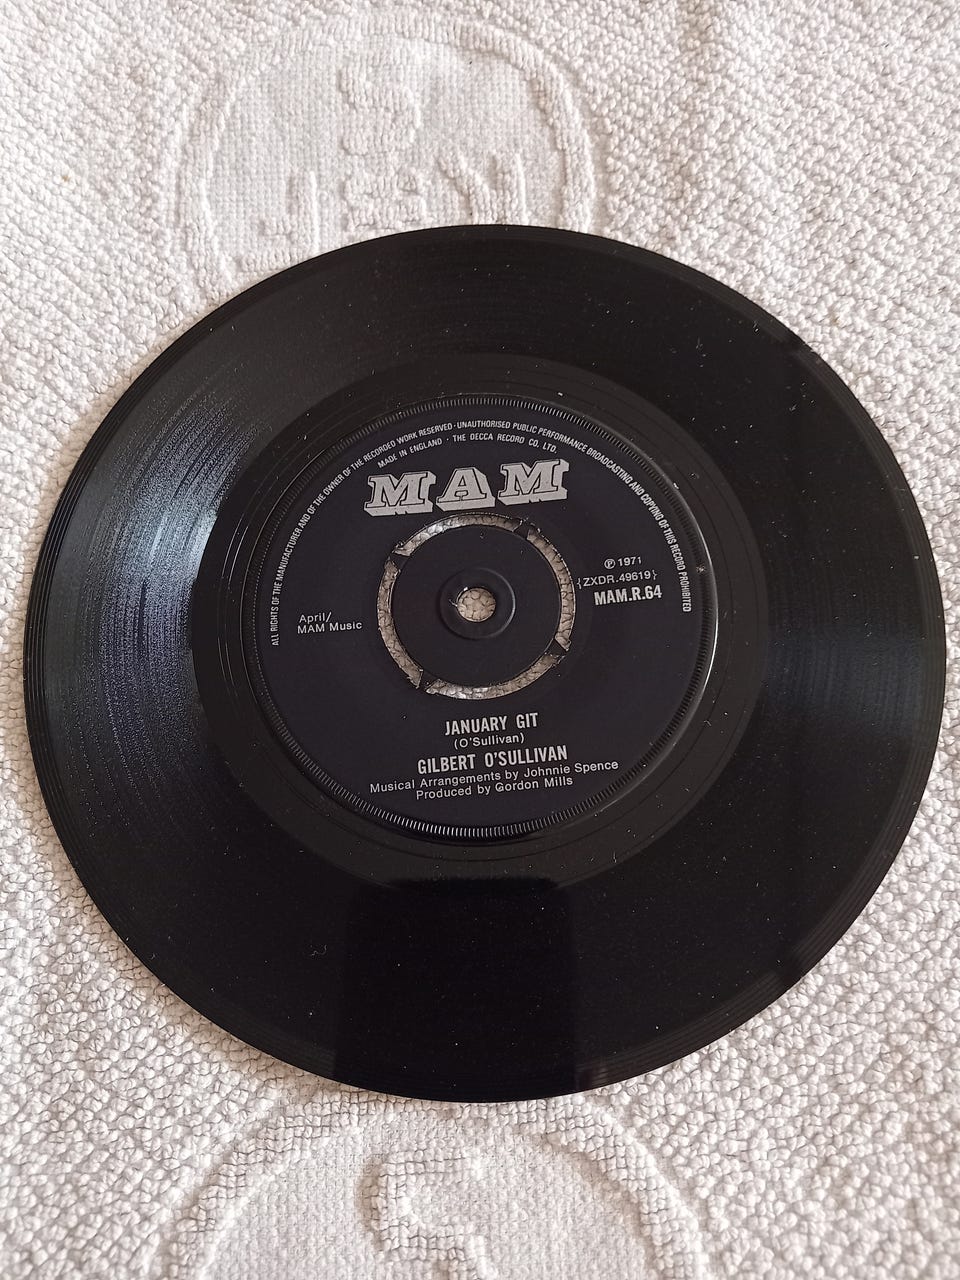 ALL RIGHTS OF THE MANUFACTURER AND OF THE OWNER OF THE RECORDED WORK RESERVED · UNAUTHORISED PUBLIC PERFORMANCE BROADCASTING AND COPYING OF THIS RECORD PROHIBITED
MADE IN ENGLAND · THE DECCA RECORD CO. LTD.
MAM
℗ 1971
{ZXDR.49619}
MAM.R.64
April/
MAM Music
JANUARY GIT
(O'Sullivan)
GILBERT O'SULLIVAN
Musical Arrangements by Johnnie Spence
Produced by Gordon Mills